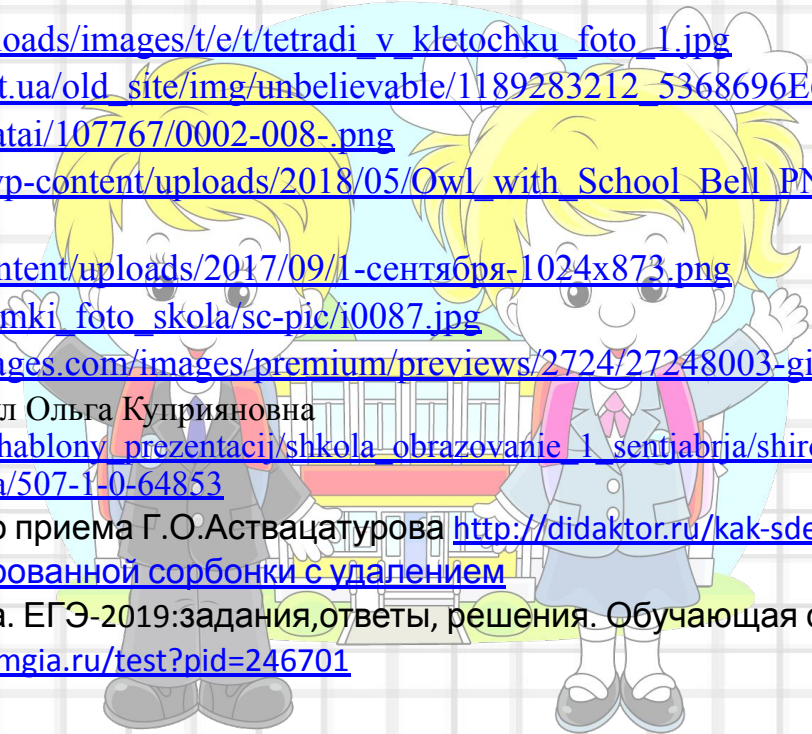 loads/images/t/e/t/tetradi_v_kletochku_foto_1.jpg
t.ua/old_site/img/unbelievable/1189283212_5368696E
atai/107767/0002-008-.png
vp-content/uploads/2018/05/Owl_with_School_Bell_PN
ntent/uploads/2017/09/1-сентября-1024x873.png
mki_foto_skola/sc-pic/i0087.jpg
ages.com/images/premium/previews/2724/27248003-gi
л Ольга Куприяновна
hablony_prezentacij/shkola_obrazovanie_1_sentjabrja/shir
a/507-1-0-64853
о приема Г.О.Аствацатурова http://didaktor.ru/kak-sde
рованной сорбонки с удалением
а. ЕГЭ-2019:задания,ответы, решения. Обучающая с
mgia.ru/test?pid=246701